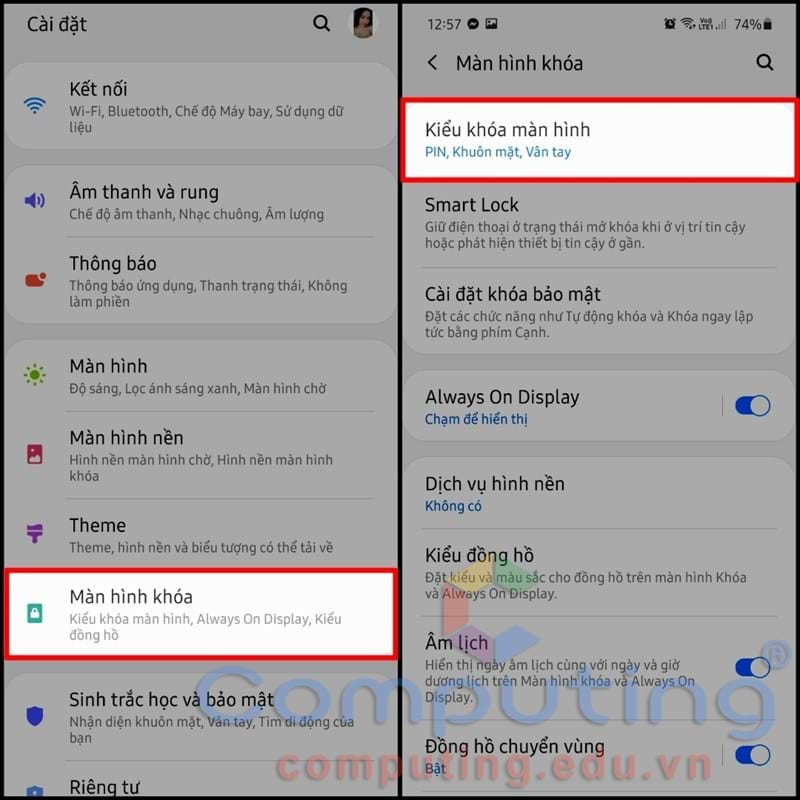 Cài đặt
Kết nối
Wi-Fi, Bluetooth, Chế độ Máy bay, Sử dụng dữ
liệu
Âm thanh và rung
Chế độ âm thanh, Nhạc chuông, Âm lượng
Thông báo
Thông báo ứng dụng, Thanh trạng thái, Không
làm phiền
Màn hình
Độ sáng, Lọc ánh sáng xanh, Màn hình chờ
Màn hình nền
Hình nền màn hình chờ, Hình nền màn hình
khóa
Theme
Theme, hình nền và biểu tượng có thể tải về
Màn hình khóa
Kiểu khóa màn hình, Always On Display, Kiểu
đồng hồ
Sinh trắc học và bảo mật
Nhận diện khuôn mặt, Vân tay, Tìm di động của
bạn
Riêng tư
12:57 74%
Màn hình khóa
Kiểu khóa màn hình
PIN, Khuôn mặt, Vân tay
Smart Lock
Giữ điện thoại ở trạng thái mở khóa khi ở vị trí tin cậy
hoặc phát hiện thiết bị tin cậy ở gần.
Cài đặt khóa bảo mật
Đặt các chức năng như Tự động khóa và Khóa ngay lập
tức bằng phím Cạnh.
Always On Display
Chạm để hiển thị
Dịch vụ hình nền
Không có
Kiểu đồng hồ
Đặt kiểu và màu sắc cho đồng hồ trên màn hình Khóa
và Always On Display.
Âm lịch
Hiển thị ngày âm lịch cùng với ngày và giờ
dương lịch trên Màn hình khóa và Always On
Display.
Đồng hồ chuyển vùng
Bật
Computing®
computing.edu.vn